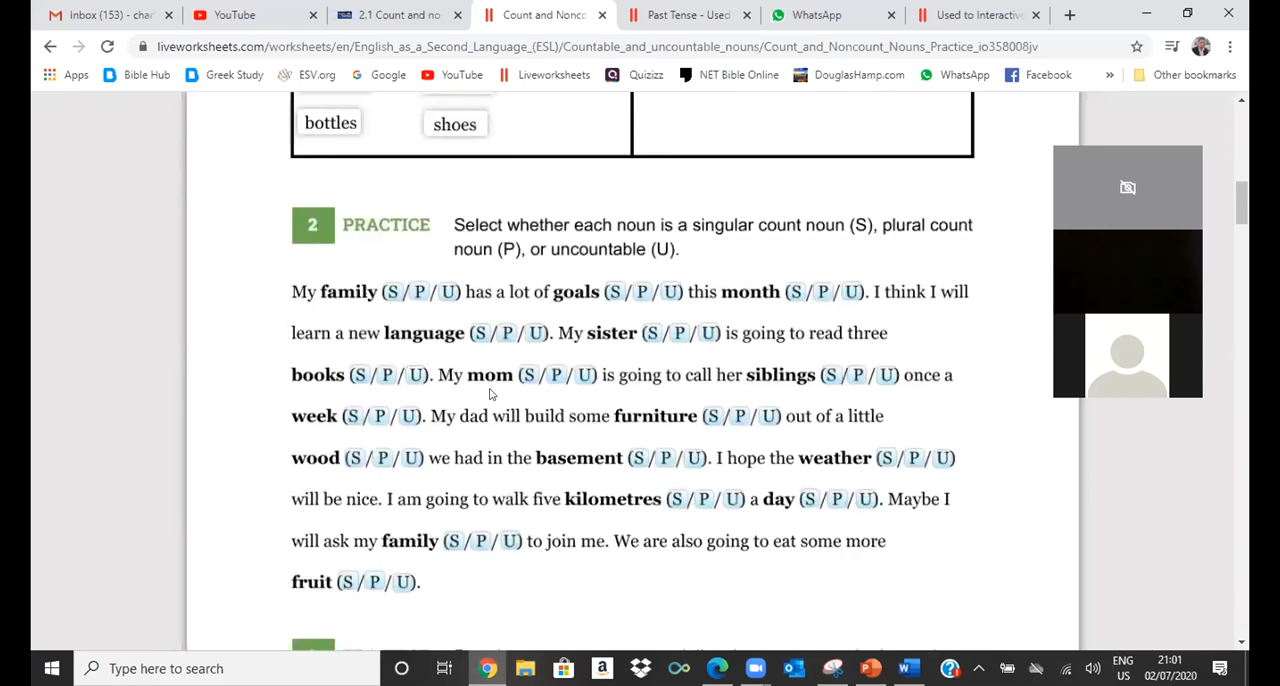 inbox (153) - cha
YouTube
2.1 Count and no
Count and Nonco
Past Tense - Used
WhatsApp
Used to Interactiv
liveworksheets.com/worksheets/en/English_as_a_Second_Language_(ESL)/Countable_and_uncountable_nouns/Count_and_Noncount_Nouns_Practice_io358008jv
Apps Bible Hub Greek Study ESV.org Google YouTube Liveworksheets Quizizz NET Bible Online DouglasHamp.com WhatsApp Facebook » Other bookmarks
bottles shoes
2 PRACTICE Select whether each noun is a singular count noun (S), plural count
noun (P), or uncountable (U).
My family (S/P/U) has a lot of goals (S/P/U) this month (S/P/U). I think I will
learn a new language (S/P/U). My sister (S/P/U) is going to read three
books (S/P/U). My mom (S/P/U) is going to call her siblings (S/P/U) once a
week (S/P/U). My dad will build some furniture (S/P/U) out of a little
wood (S/P/U) we had in the basement (S/P/U). I hope the weather (S/P/U)
will be nice. I am going to walk five kilometres (S/P/U) a day (S/P/U). Maybe I
will ask my family (S/P/U) to join me. We are also going to eat some more
fruit (S/P/U).
Type here to search
ENG
US
21:01
02/07/2020